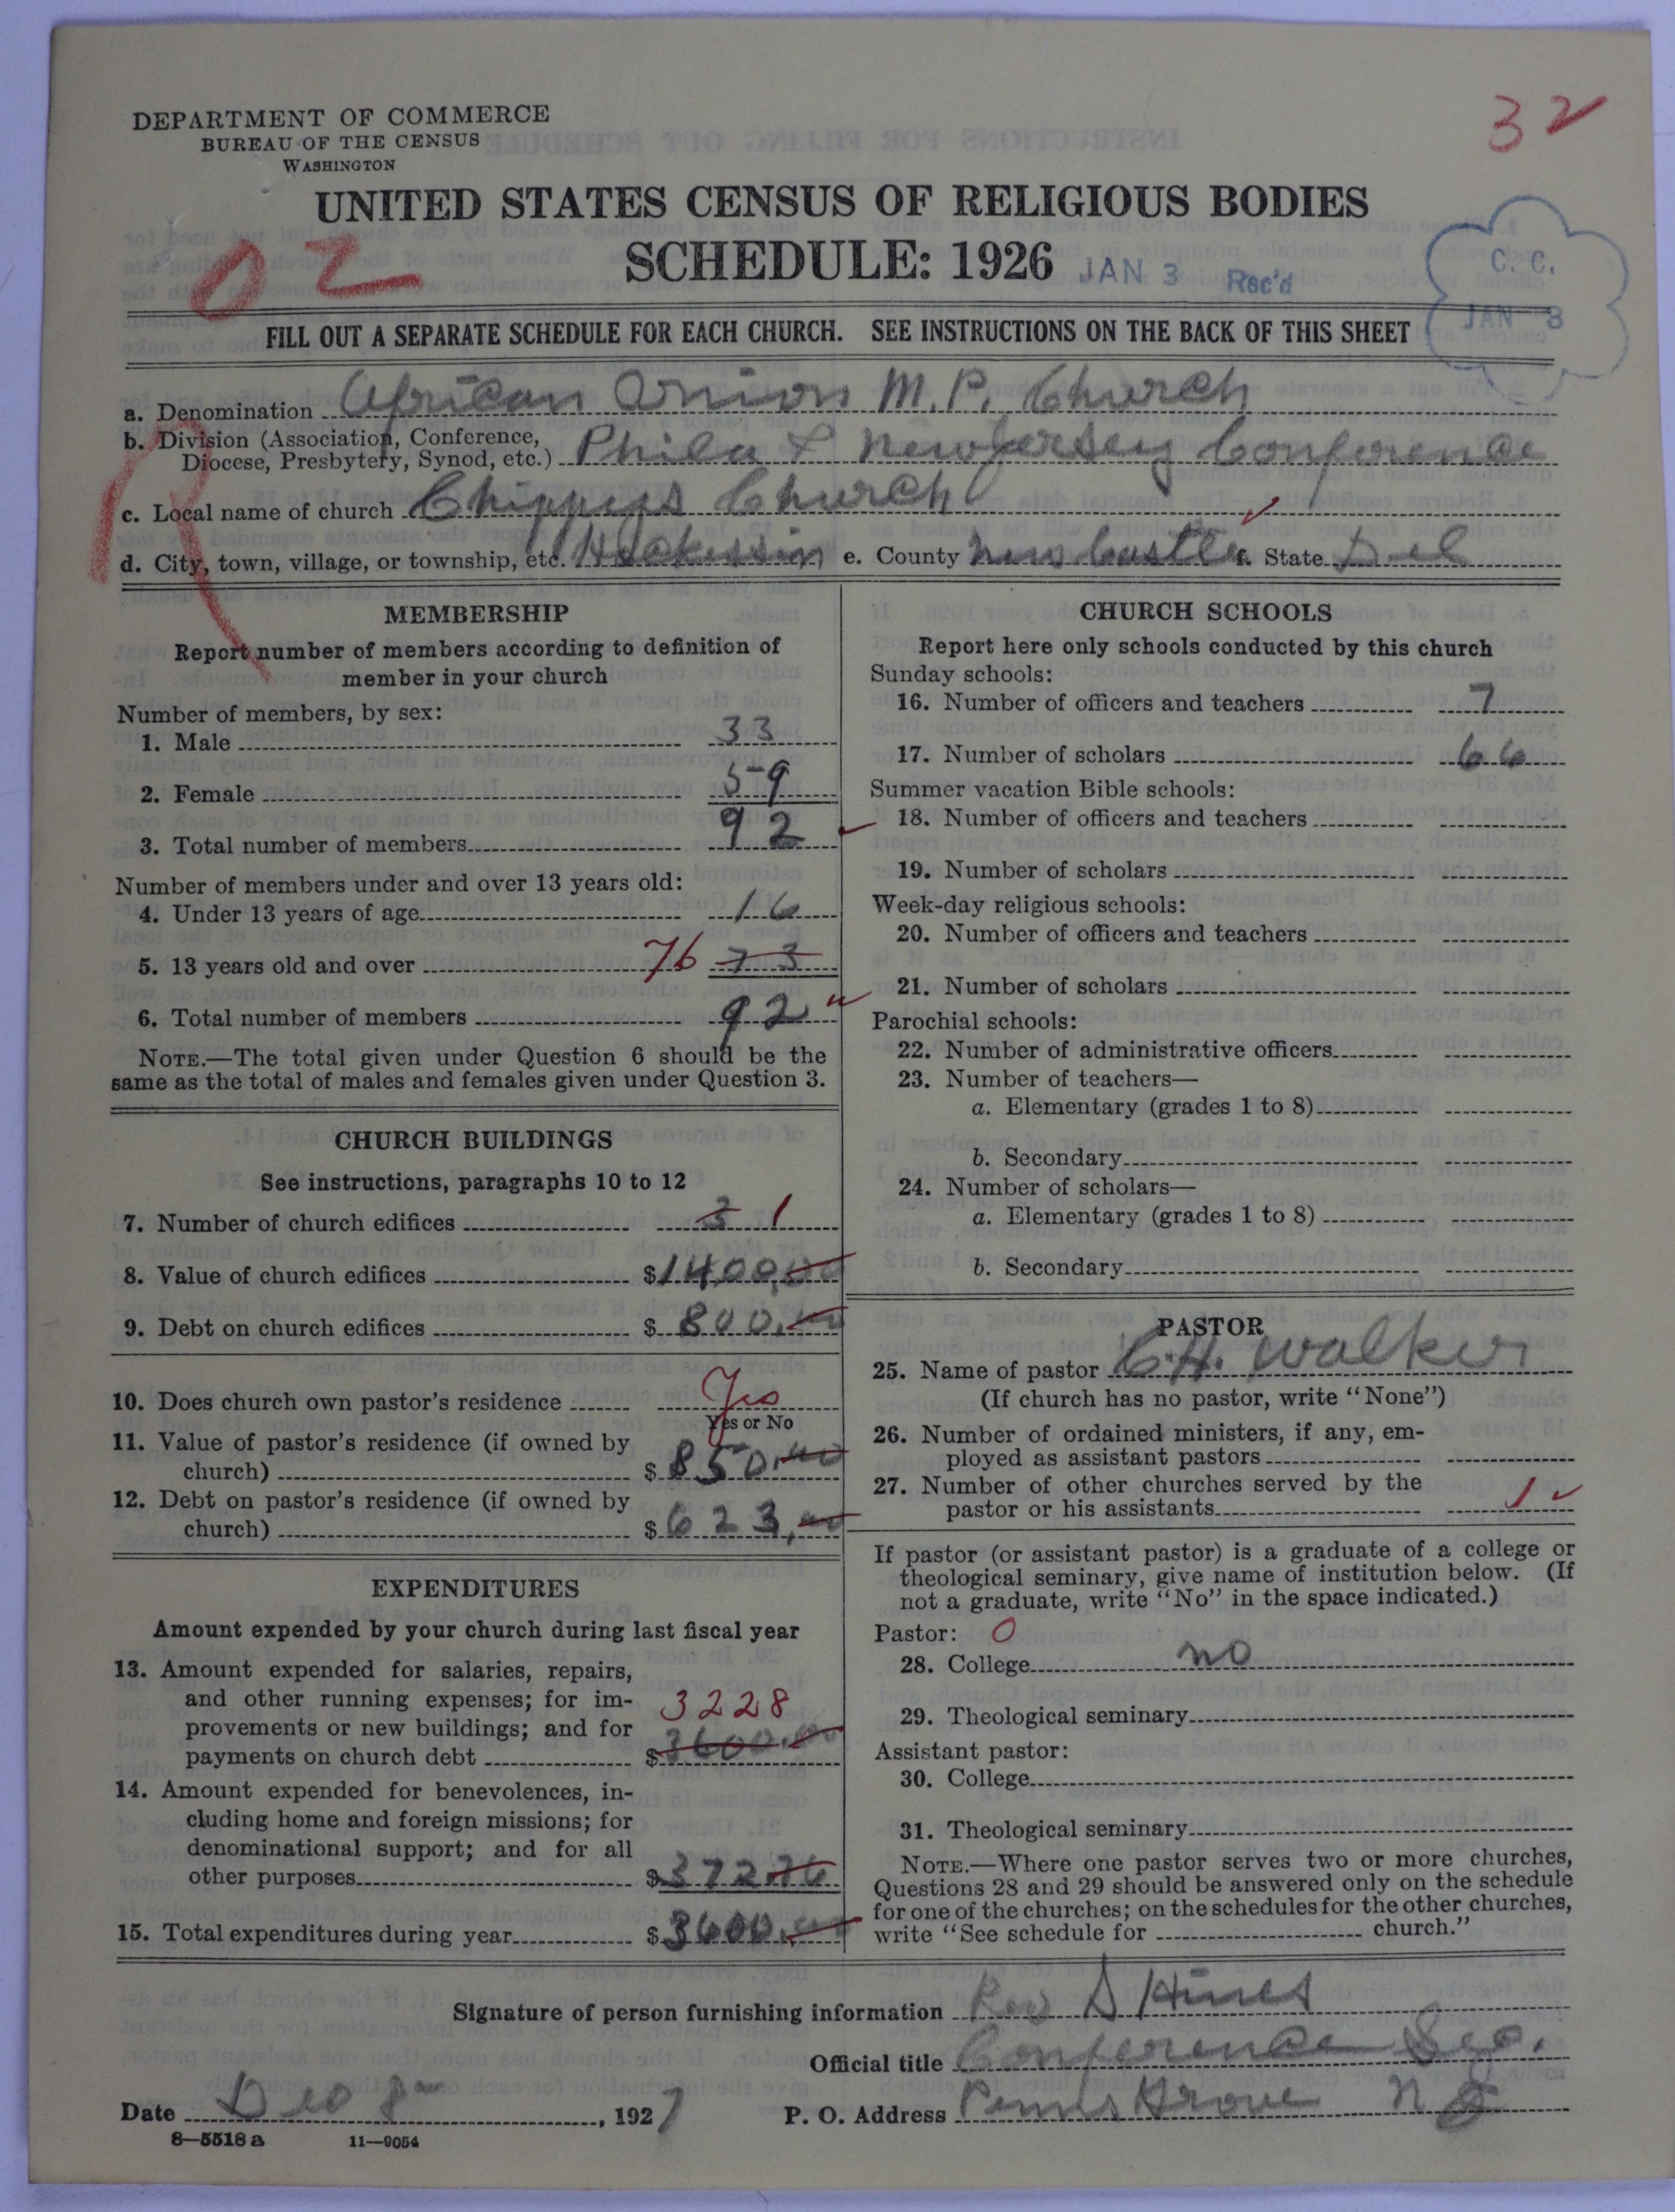 DEPARTMENT OF COMMERCE
BUREAU OF THE CENSUS
WASHINGTON
32
UNITED STATES CENSUS OF RELIGIOUS BODIES
SCHEDULE: 1926
JAN 3 Rec'd
C. C.
JAN 3
02
FILL OUT A SEPARATE SCHEDULE FOR EACH CHURCH. SEE INSTRUCTIONS ON THE BACK OF THIS SHEET
a. Denomination African Union M.P. Church
b. Division (Association, Conference,
Diocese, Presbytery, Synod, etc.) Phila & New Jersey Conference
R
c. Local name of church Chippeys Church
d. City, town, village, or township, etc. Hockessin e. County New Castle f. State Del
MEMBERSHIP
Report number of members according to definition of
member in your church
Number of members, by sex:
1. Male 33
2. Female 59
3. Total number of members 92
Number of members under and over 13 years old:
4. Under 13 years of age 16
5. 13 years old and over 76 73
6. Total number of members 92
NOTE.—The total given under Question 6 should be the
same as the total of males and females given under Question 3.
CHURCH BUILDINGS
See instructions, paragraphs 10 to 12
7. Number of church edifices 3 1
8. Value of church edifices $1400.00
9. Debt on church edifices $ 800.00
10. Does church own pastor's residence Yes
Yes or No
11. Value of pastor's residence (if owned by
church) $ 850.00
12. Debt on pastor's residence (if owned by
church) $ 623.00
EXPENDITURES
Amount expended by your church during last fiscal year
13. Amount expended for salaries, repairs,
and other running expenses; for im-
provements or new buildings; and for
payments on church debt 3228 $3600.00
14. Amount expended for benevolences, in-
cluding home and foreign missions; for
denominational support; and for all
other purposes $372.76
15. Total expenditures during year $3600.00
CHURCH SCHOOLS
Report here only schools conducted by this church
Sunday schools:
16. Number of officers and teachers 7
17. Number of scholars 66
Summer vacation Bible schools:
18. Number of officers and teachers
19. Number of scholars
Week-day religious schools:
20. Number of officers and teachers
21. Number of scholars
Parochial schools:
22. Number of administrative officers
23. Number of teachers—
a. Elementary (grades 1 to 8)
b. Secondary
24. Number of scholars—
a. Elementary (grades 1 to 8)
b. Secondary
PASTOR
25. Name of pastor C.H. Walker
(If church has no pastor, write "None")
26. Number of ordained ministers, if any, em-
ployed as assistant pastors
27. Number of other churches served by the
pastor or his assistants 1
If pastor (or assistant pastor) is a graduate of a college or
theological seminary, give name of institution below. (If
not a graduate, write "No" in the space indicated.)
Pastor: 0
28. College no
29. Theological seminary
Assistant pastor:
30. College
31. Theological seminary
NOTE.—Where one pastor serves two or more churches,
Questions 28 and 29 should be answered only on the schedule
for one of the churches; on the schedules for the other churches,
write "See schedule for church."
Signature of person furnishing information Rev S Hines
Official title Conference Sec.
Date Dec 8, 1927 P. O. Address Penns Grove N J
8—5518 a 11—9054